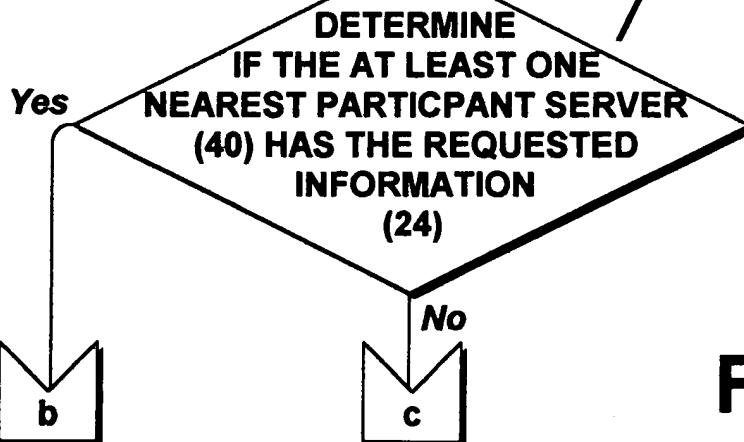 DETERMINE
IF THE AT LEAST ONE
Yes
NEAREST PARTICPANT SERVER
(40) HAS THE REQUESTED
INFORMATION
(24)
No
b
c